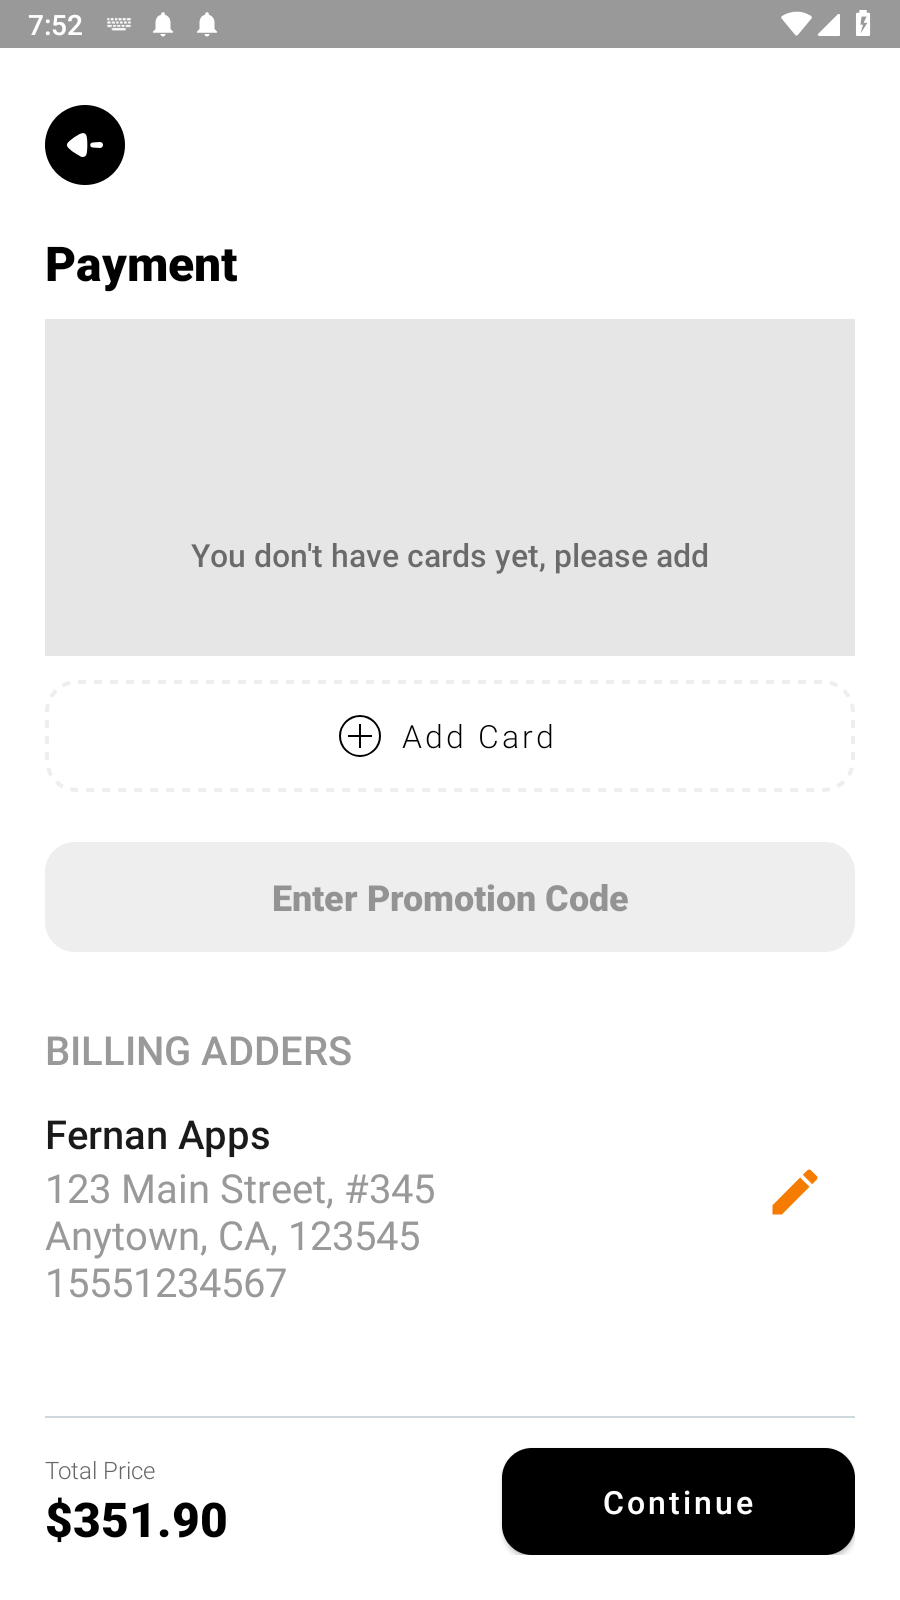 7:52
Payment
You don't have cards yet, please add
Add Card
Enter Promotion Code
BILLING ADDERS
Fernan Apps
123 Main Street, #345
Anytown, CA, 123545
15551234567
Total Price
$351.90
Continue